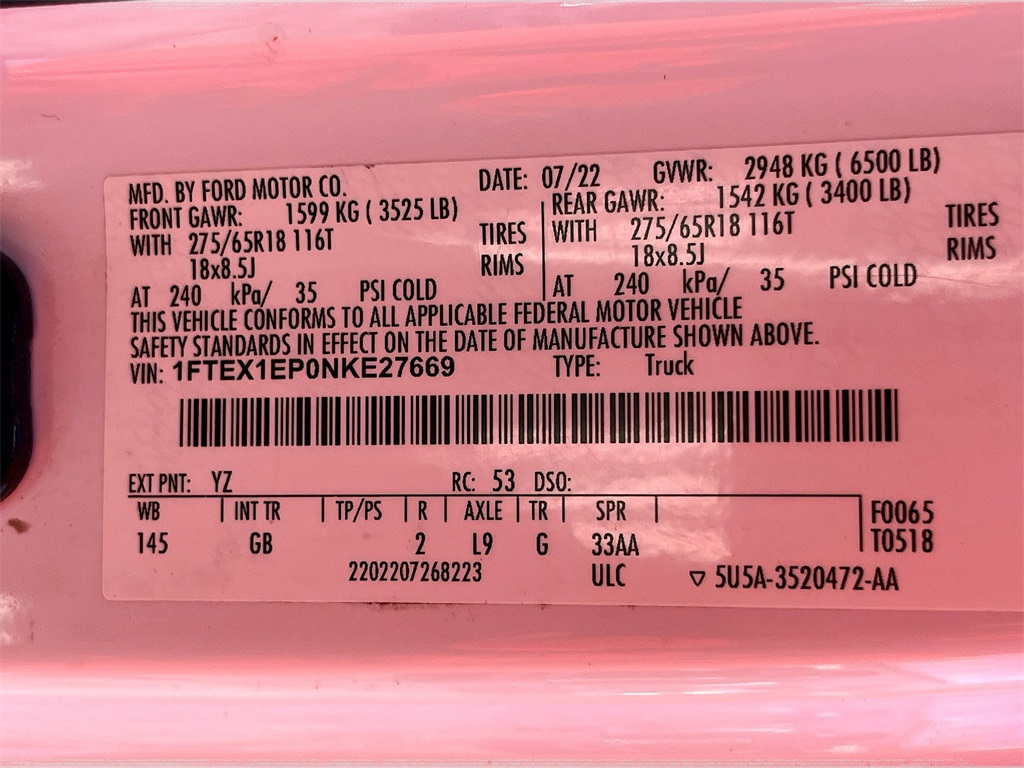 MFD. BY FORD MOTOR CO. DATE: 07/22 GVWR: 2948 KG ( 6500 LB)
FRONT GAWR: 1599 KG ( 3525 LB) REAR GAWR: 1542 KG ( 3400 LB)
WITH 275/65R18 116T TIRES WITH 275/65R18 116T TIRES
18x8.5J RIMS 18x8.5J RIMS
AT 240 kPa/ 35 PSI COLD AT 240 kPa/ 35 PSI COLD
THIS VEHICLE CONFORMS TO ALL APPLICABLE FEDERAL MOTOR VEHICLE
SAFETY STANDARDS IN EFFECT ON THE DATE OF MANUFACTURE SHOWN ABOVE.
VIN: 1FTEX1EP0NKE27669 TYPE: Truck
EXT PNT: YZ RC: 53 DSO:
WB INT TR TP/PS R AXLE TR SPR F0065
145 GB 2 L9 G 33AA T0518
2202207268223 ULC ▽ 5U5A-3520472-AA